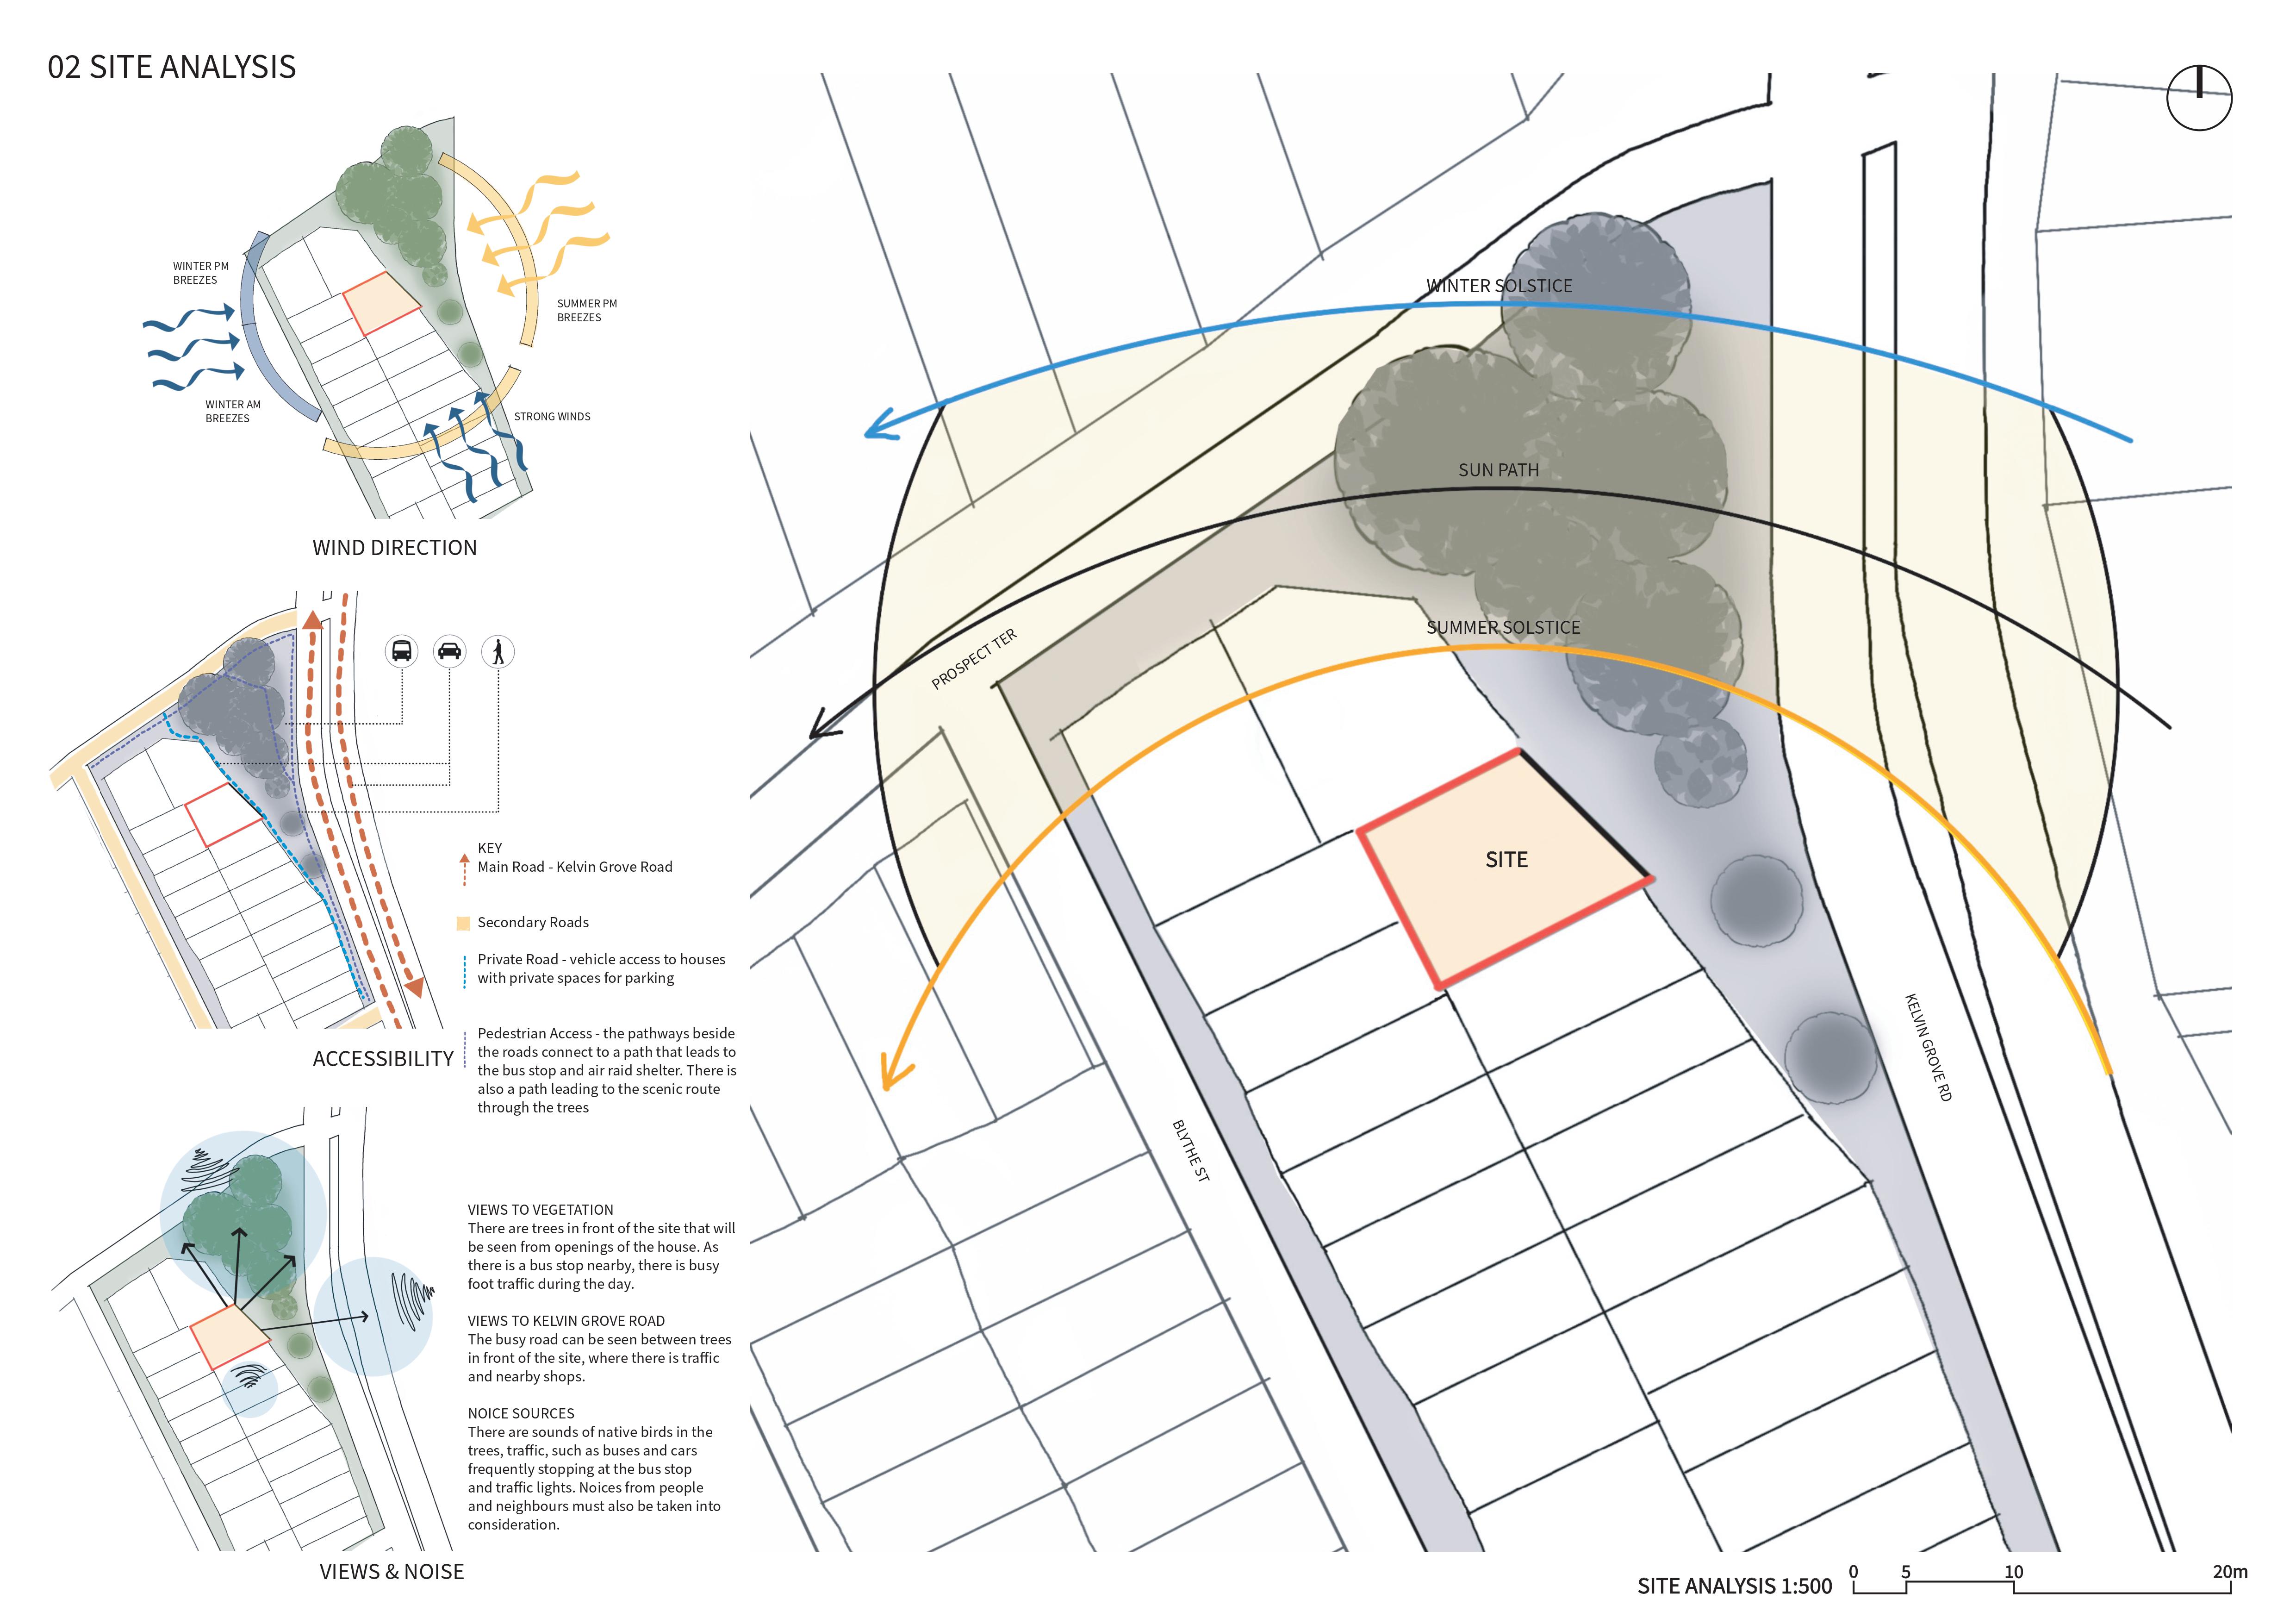 02 SITE ANALYSIS
WINTER PM
BREEZES
SUMMER PM
BREEZES
WINTER AM
BREEZES
STRONG WINDS
WIND DIRECTION
KEY
Main Road - Kelvin Grove Road
Secondary Roads
Private Road - vehicle access to houses
with private spaces for parking
Pedestrian Access - the pathways beside
the roads connect to a path that leads to
the bus stop and air raid shelter. There is
also a path leading to the scenic route
through the trees
ACCESSIBILITY
VIEWS TO VEGETATION
There are trees in front of the site that will
be seen from openings of the house. As
there is a bus stop nearby, there is busy
foot traffic during the day.
VIEWS TO KELVIN GROVE ROAD
The busy road can be seen between trees
in front of the site, where there is traffic
and nearby shops.
NOICE SOURCES
There are sounds of native birds in the
trees, traffic, such as buses and cars
frequently stopping at the bus stop
and traffic lights. Noices from people
and neighbours must also be taken into
consideration.
VIEWS & NOISE
WINTER SOLSTICE
SUN PATH
SUMMER SOLSTICE
PROSPECT TER
SITE
KELVIN GROVE RD
BLYTHE ST
SITE ANALYSIS 1:500
0 5 10 20m